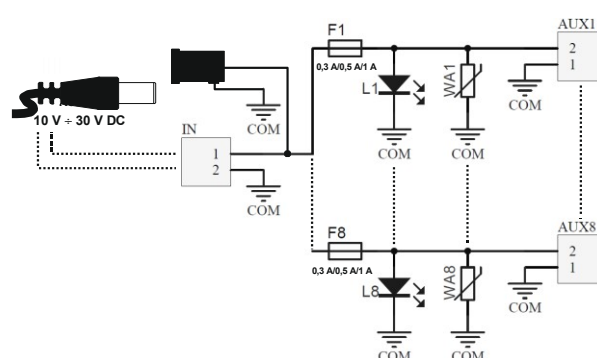 F1
AUX1
0,3 A/0,5 A/1 A
2
1
L1
WA1
COM
10 V ÷ 30 V DC
COM
COM
COM
COM
IN
1
2
COM
F8
AUX8
0,3 A/0,5 A/1 A
2
1
L8
WA8
COM
COM
COM